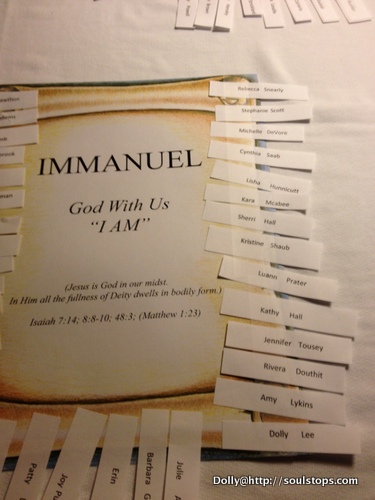 IMMANUEL
God With Us
"I AM"
(Jesus is God in our midst.
In Him all the fullness of Deity dwells in bodily form.)
Isaiah 7:14; 8:8-10; 48:3; (Matthew 1:23)
Rebecca Snearly
Stephanie Scott
Michelle DeVore
Cynthia Seab
Lisha Hunnicutt
Kara Mcabee
Sherri Hall
Kristine Shaub
Luann Prater
Kathy Hall
Jennifer Tousey
Rivera Douthit
Amy Lykins
Dolly Lee
Patty
Joy
Erin
Barbara G
Julie
Dolly@http://soulstops.com